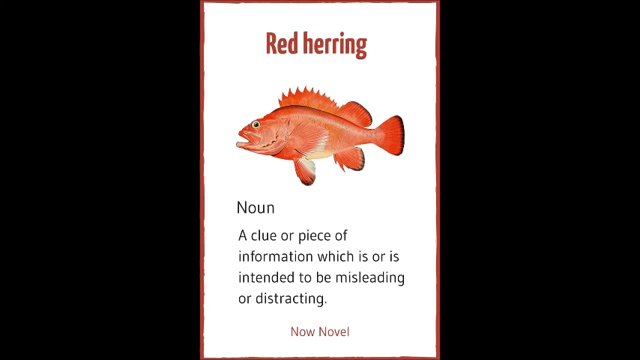 Red herring
Noun
A clue or piece of
information which is or is
intended to be misleading
or distracting.
Now Novel